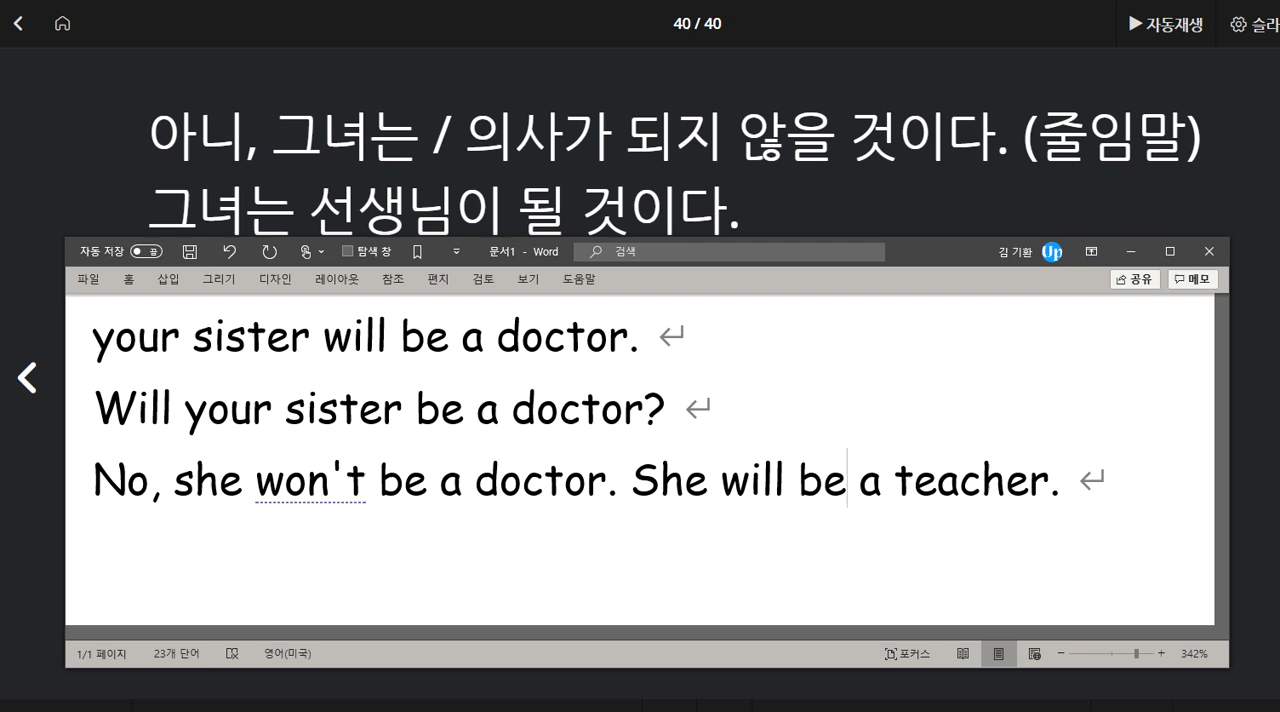 40 / 40
▶ 자동재생
슬라
아니, 그녀는 / 의사가 되지 않을 것이다. (줄임말)
그녀는 선생님이 될 것이다.
자동 저장 끔 탐색 창 문서1 - Word 검색 김 기환 Up
파일 홈 삽입 그리기 디자인 레이아웃 참조 편지 검토 보기 도움말 공유 메모
your sister will be a doctor.
Will your sister be a doctor?
No, she won't be a doctor. She will be a teacher.
1/1 페이지 23개 단어 영어(미국) 포커스 342%